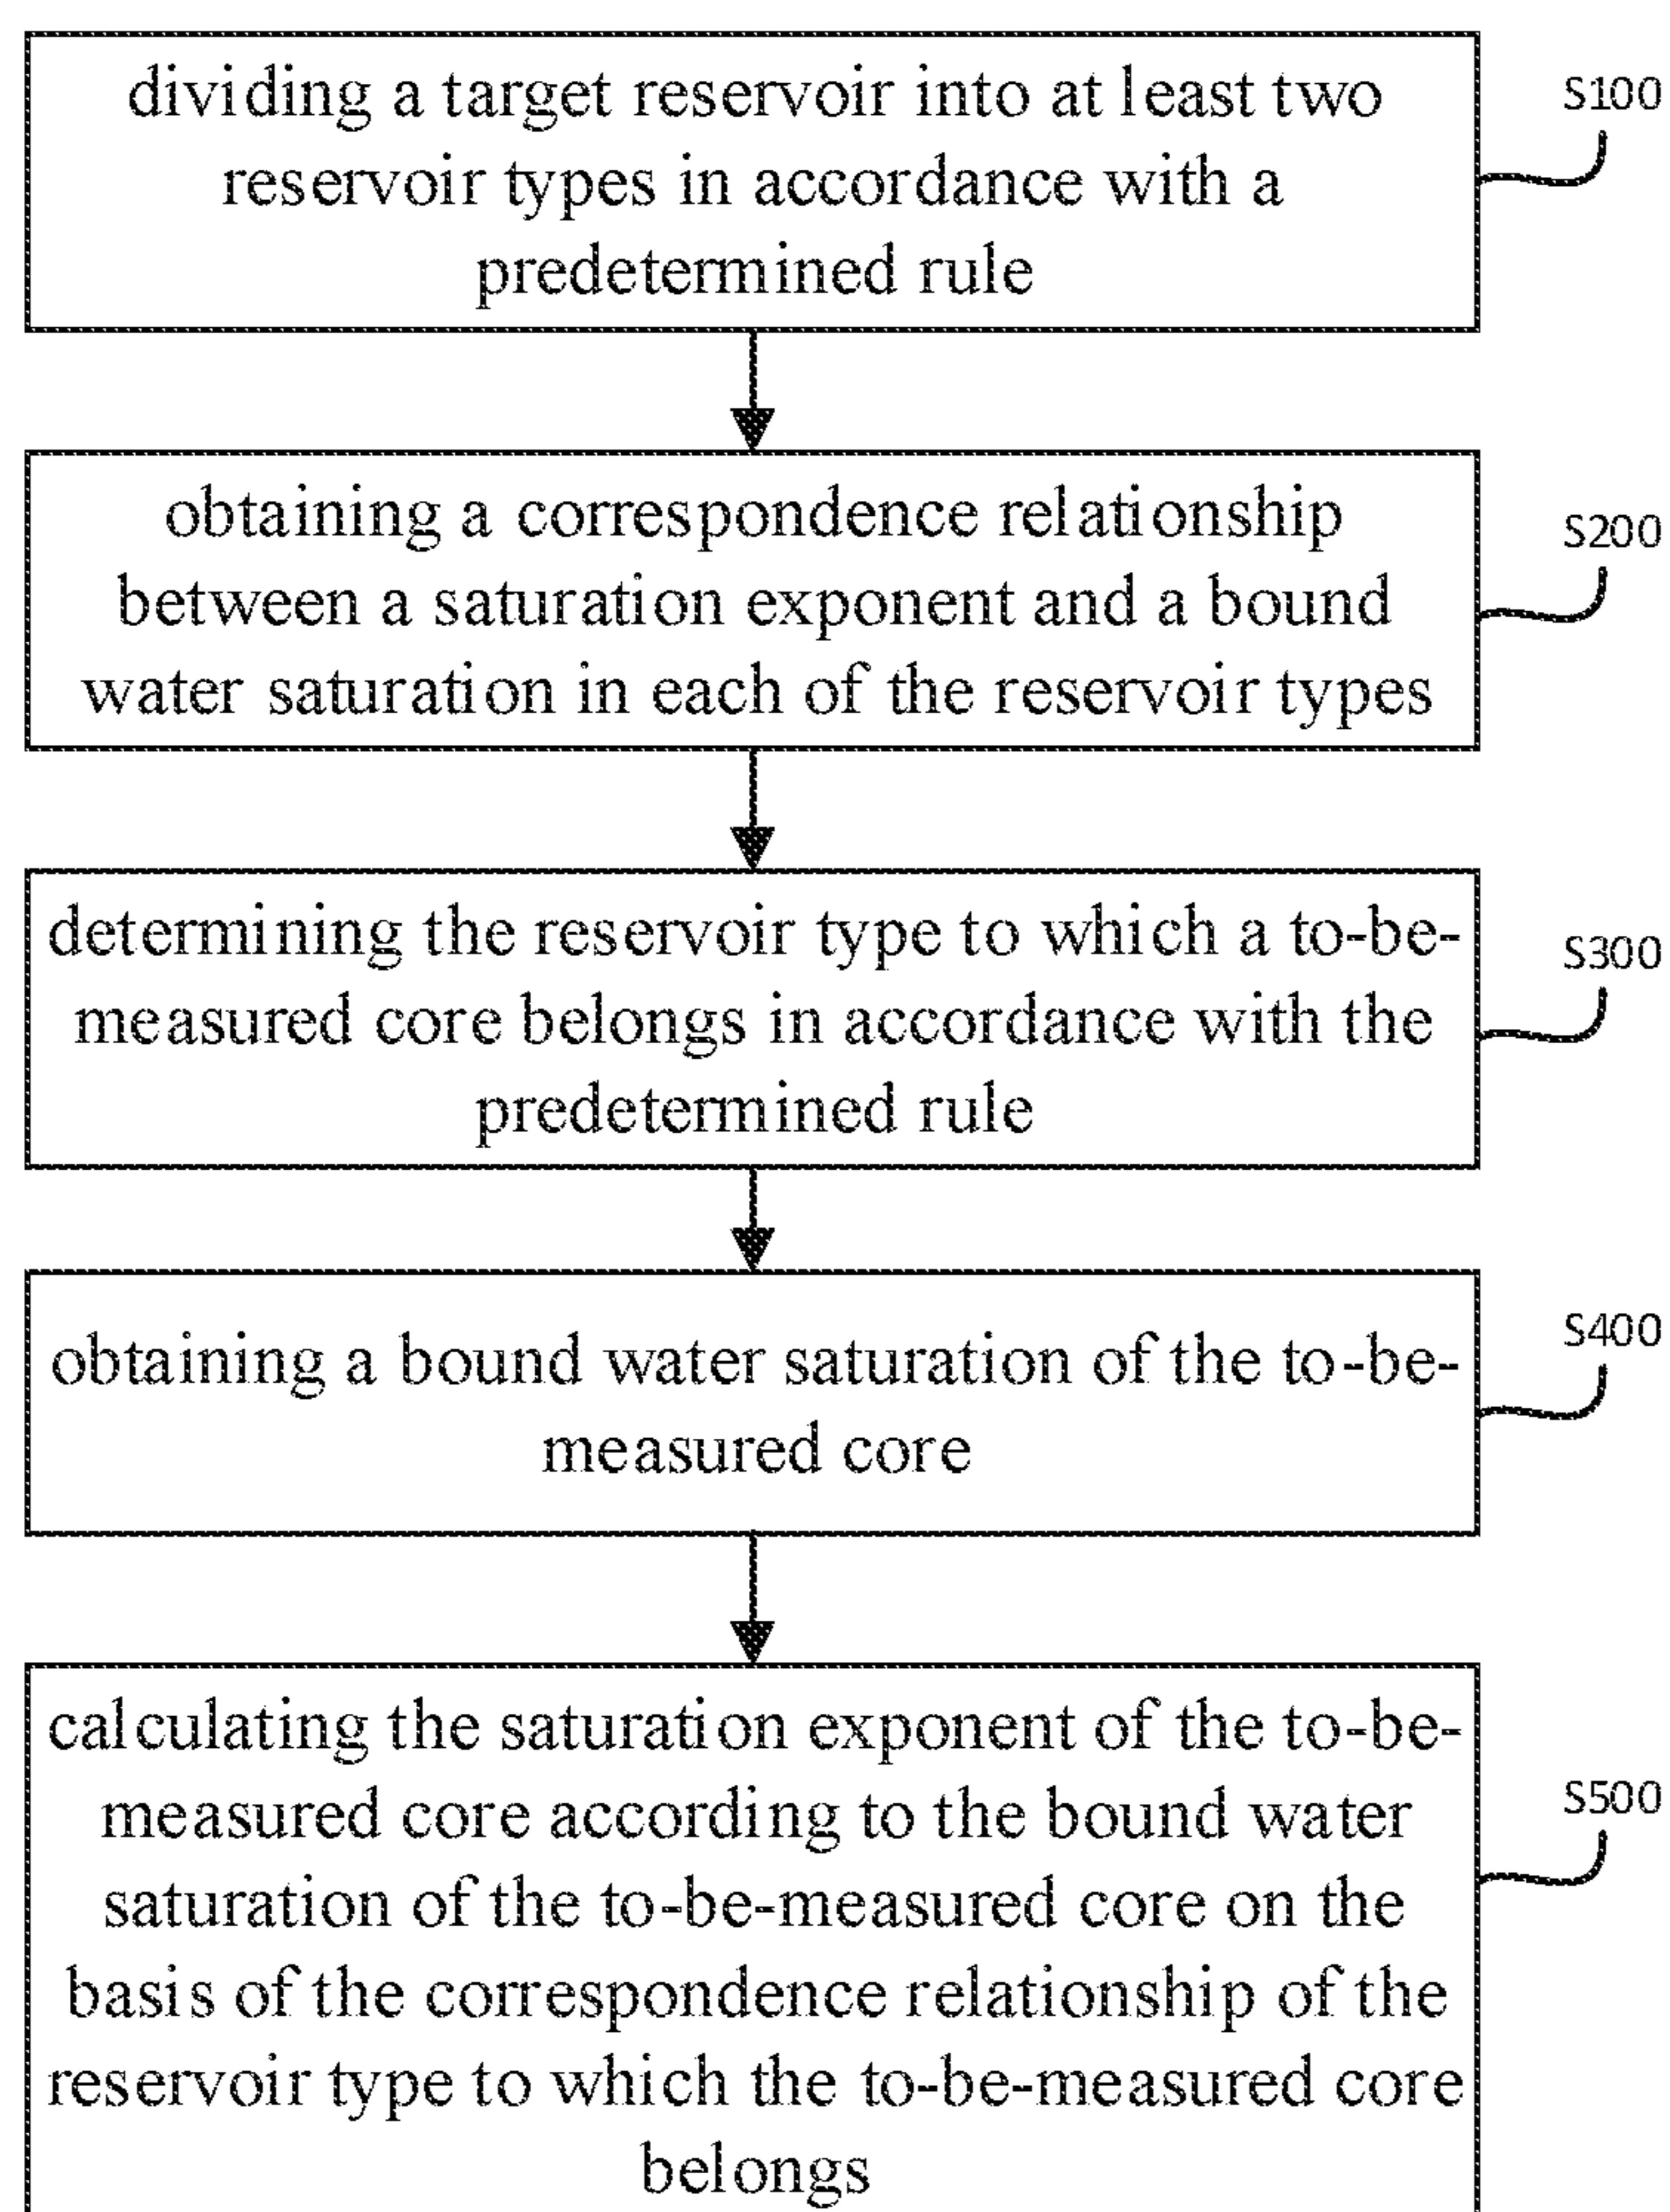 dividing a target reservoir into at least two
reservoir types in accordance with a
predetermined rule
S100
obtaining a correspondence relationship
between a saturation exponent and a bound
water saturation in each of the reservoir types
S200
determining the reservoir type to which a to-be-
measured core belongs in accordance with the
predetermined rule
S300
obtaining a bound water saturation of the to-be-
measured core
S400
calculating the saturation exponent of the to-be-
measured core according to the bound water
saturation of the to-be-measured core on the
basis of the correspondence relationship of the
reservoir type to which the to-be-measured core
belongs
S500